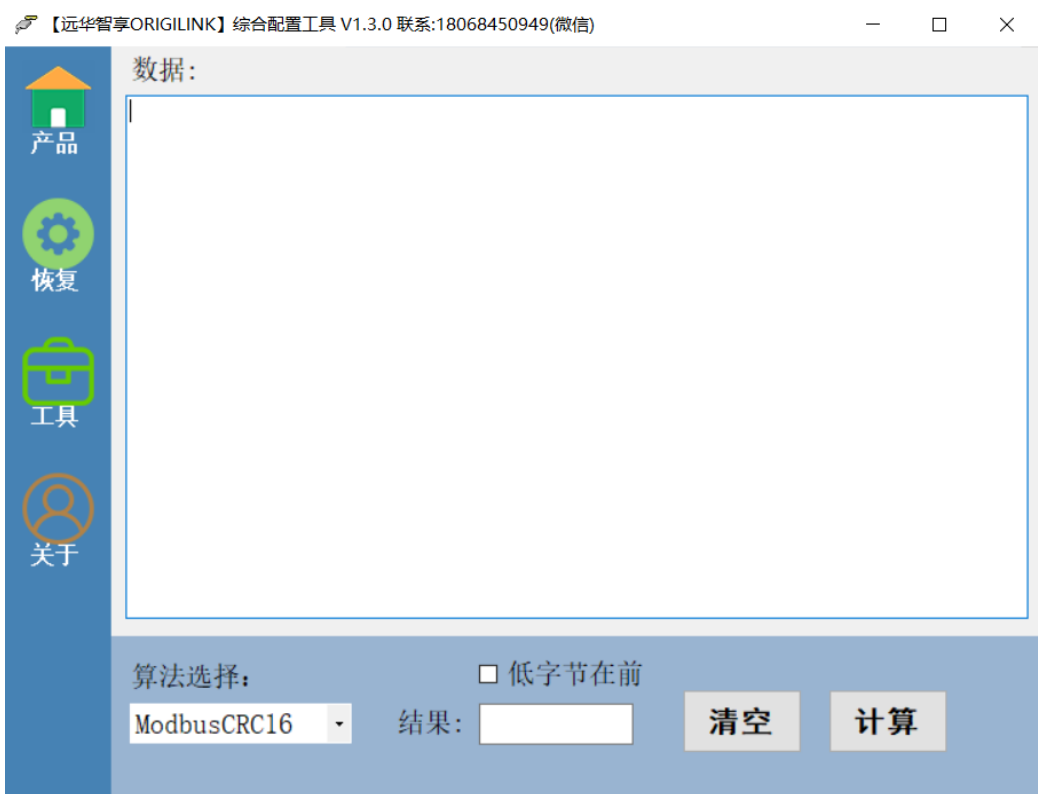 【远华智享ORIGILINK】综合配置工具 V1.3.0 联系:18068450949(微信)
数据:
产品
恢复
工具
关于
算法选择:
低字节在前
ModbusCRC16
结果:
清空
计算